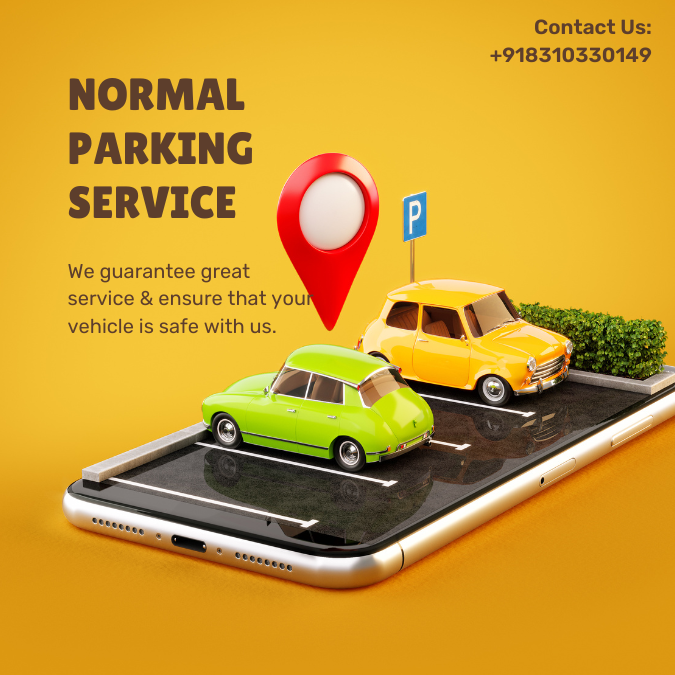 Contact Us:
+918310330149
NORMAL
PARKING
SERVICE
We guarantee great
service & ensure that your
vehicle is safe with us.
P